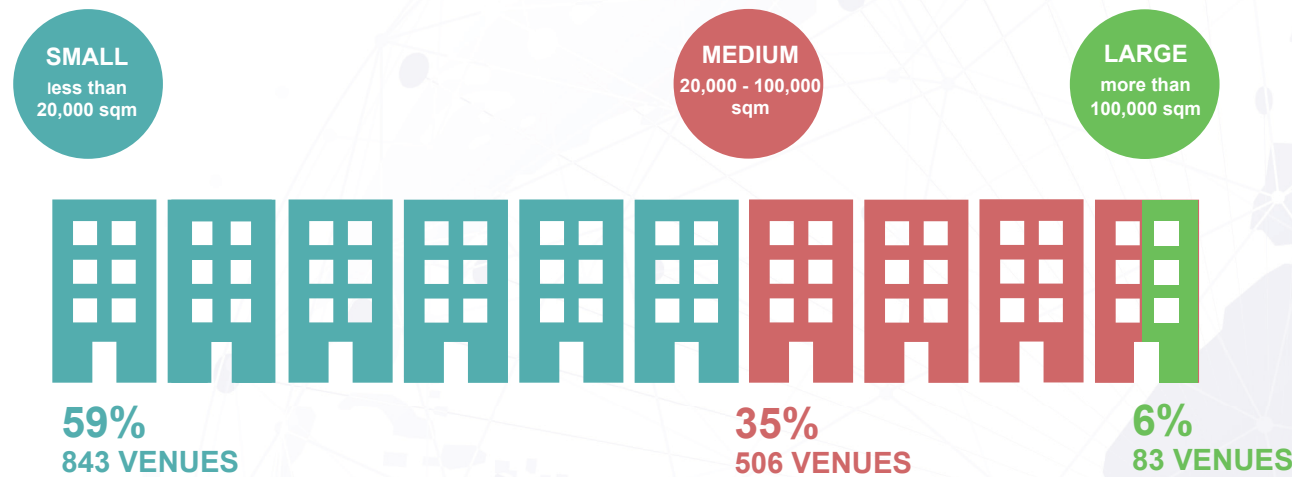 SMALL
less than
20,000 sqm
MEDIUM
20,000 - 100,000
sqm
LARGE
more than
100,000 sqm
59%
843 VENUES
35%
506 VENUES
6%
83 VENUES